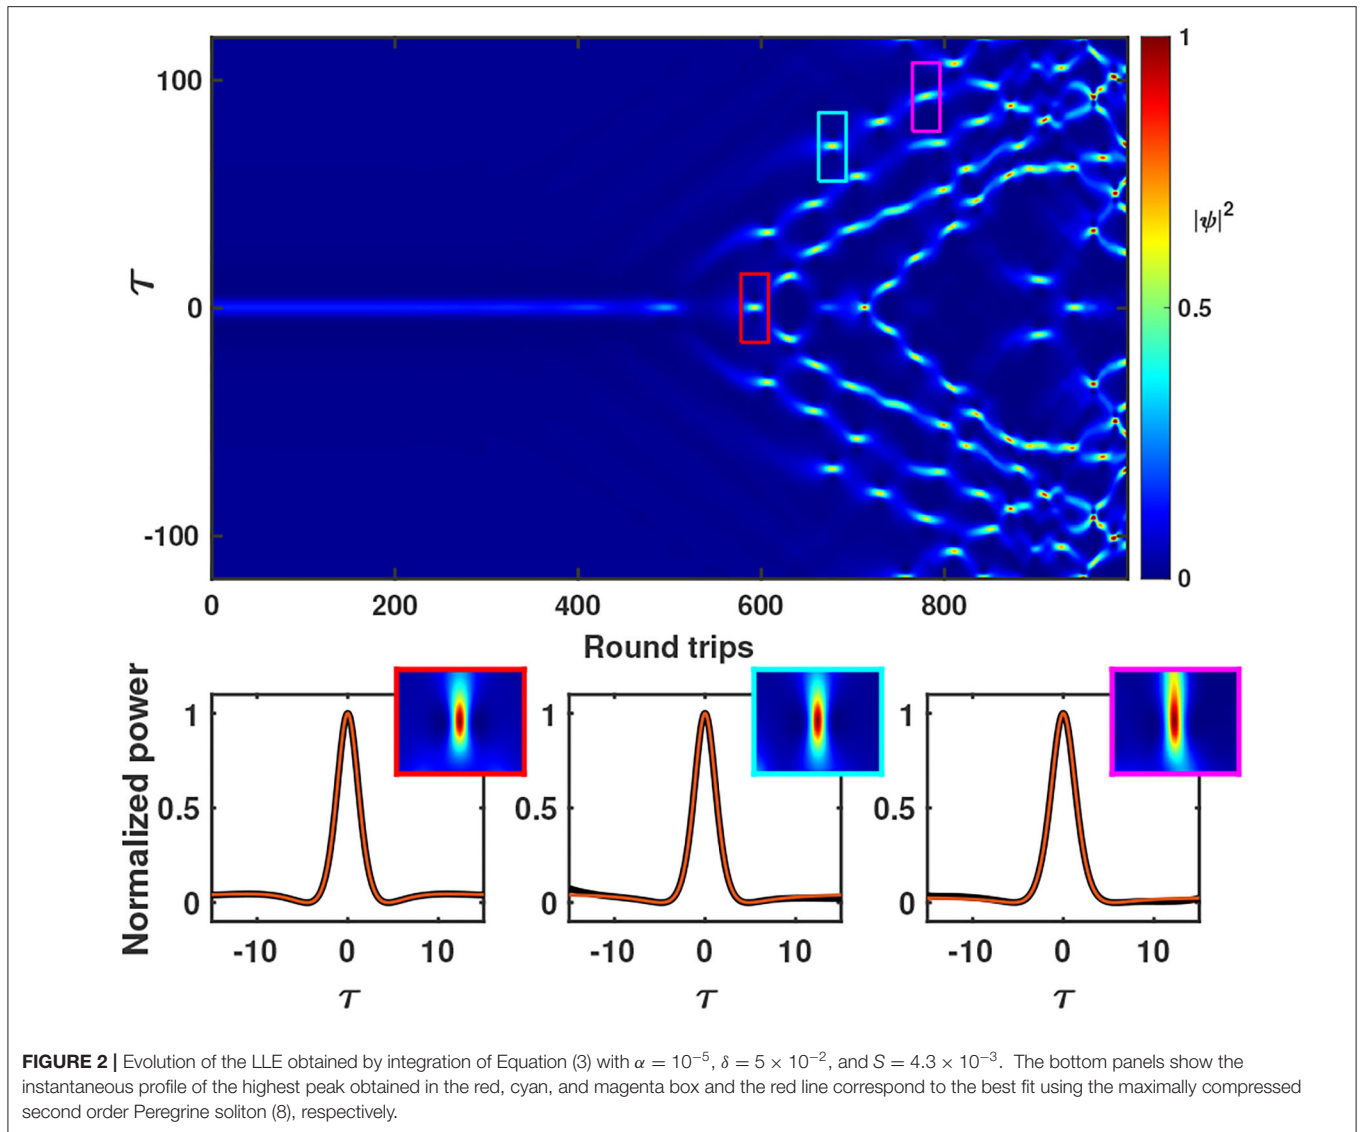 100
0
-100
τ
0
200
400
600
800
Round trips
1
0.5
0
|ψ|²
Normalized power
1
0.5
0
-10
0
10
τ
1
0.5
0
-10
0
10
τ
1
0.5
0
-10
0
10
τ
FIGURE 2 | Evolution of the LLE obtained by integration of Equation (3) with α = 10⁻⁵, δ = 5 × 10⁻², and S = 4.3 × 10⁻³. The bottom panels show the
instantaneous profile of the highest peak obtained in the red, cyan, and magenta box and the red line correspond to the best fit using the maximally compressed
second order Peregrine soliton (8), respectively.